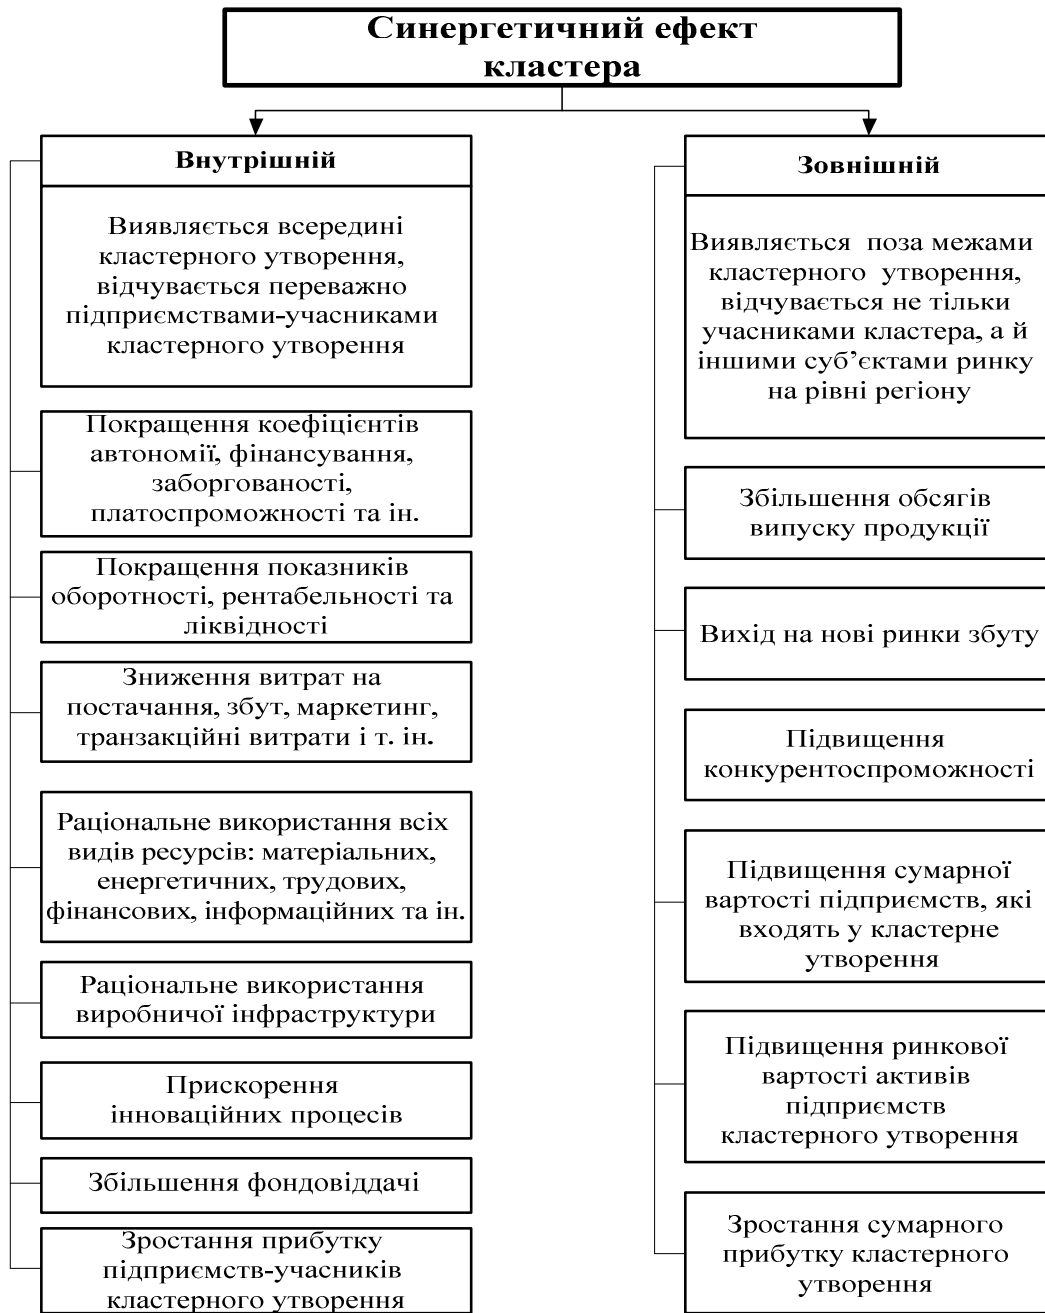 Синергетичний ефект
кластера
Внутрішній
Виявляється всередині
кластерного утворення,
відчувається переважно
підприємствами-учасниками
кластерного утворення
Покращення коефіцієнтів
автономії, фінансування,
заборгованості,
платоспроможності та ін.
Покращення показників
оборотності, рентабельності та
ліквідності
Зниження витрат на
постачання, збут, маркетинг,
транзакційні витрати і т. ін.
Раціональне використання всіх
видів ресурсів: матеріальних,
енергетичних, трудових,
фінансових, інформаційних та ін.
Раціональне використання
виробничої інфраструктури
Прискорення
інноваційних процесів
Збільшення фондовіддачі
Зростання прибутку
підприємств-учасників
кластерного утворення
Зовнішній
Виявляється поза межами
кластерного утворення,
відчувається не тільки
учасниками кластера, а й
іншими суб’єктами ринку
на рівні регіону
Збільшення обсягів
випуску продукції
Вихід на нові ринки збуту
Підвищення
конкурентоспроможності
Підвищення сумарної
вартості підприємств, які
входять у кластерне
утворення
Підвищення ринкової
вартості активів
підприємств
кластерного утворення
Зростання сумарного
прибутку кластерного
утворення